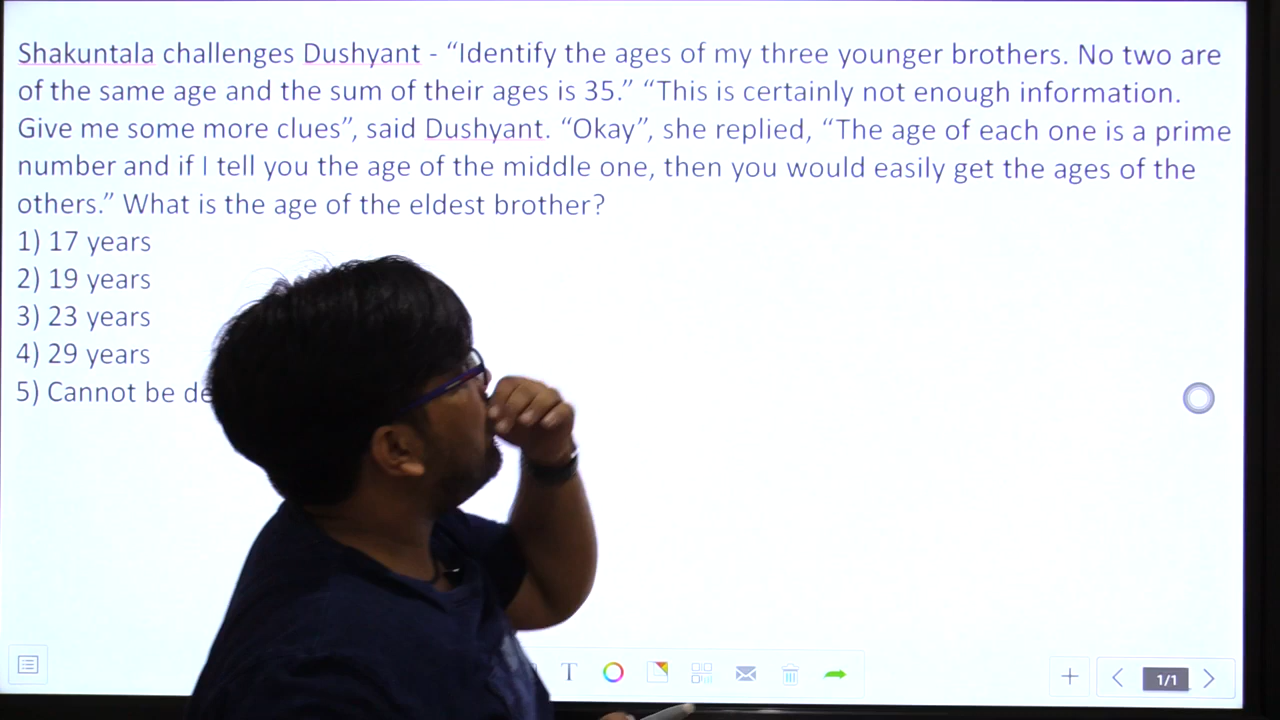 Shakuntala challenges Dushyant - “Identify the ages of my three younger brothers. No two are
of the same age and the sum of their ages is 35.” “This is certainly not enough information.
Give me some more clues”, said Dushyant. “Okay”, she replied, “The age of each one is a prime
number and if I tell you the age of the middle one, then you would easily get the ages of the
others.” What is the age of the eldest brother?
1) 17 years
2) 19 years
3) 23 years
4) 29 years
5) Cannot be de
T
1/1